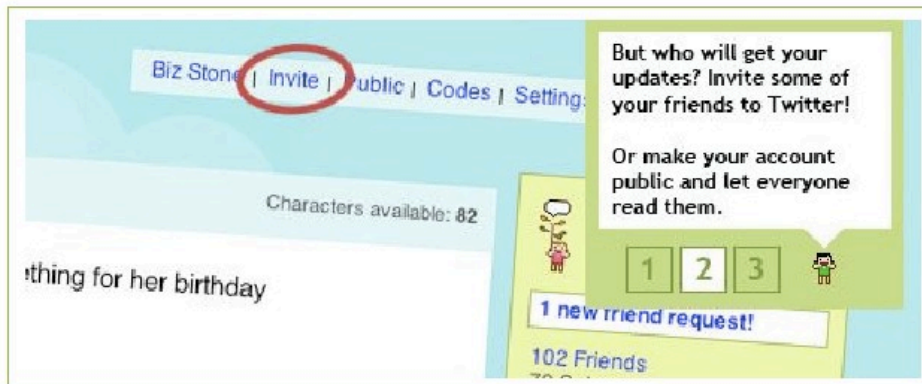 Biz Stone | Invite | Public | Codes | Setting
But who will get your
updates? Invite some of
your friends to Twitter!
Or make your account
public and let everyone
read them.
Characters available: 82
ething for her birthday
1 2 3
1 new friend request!
102 Friends